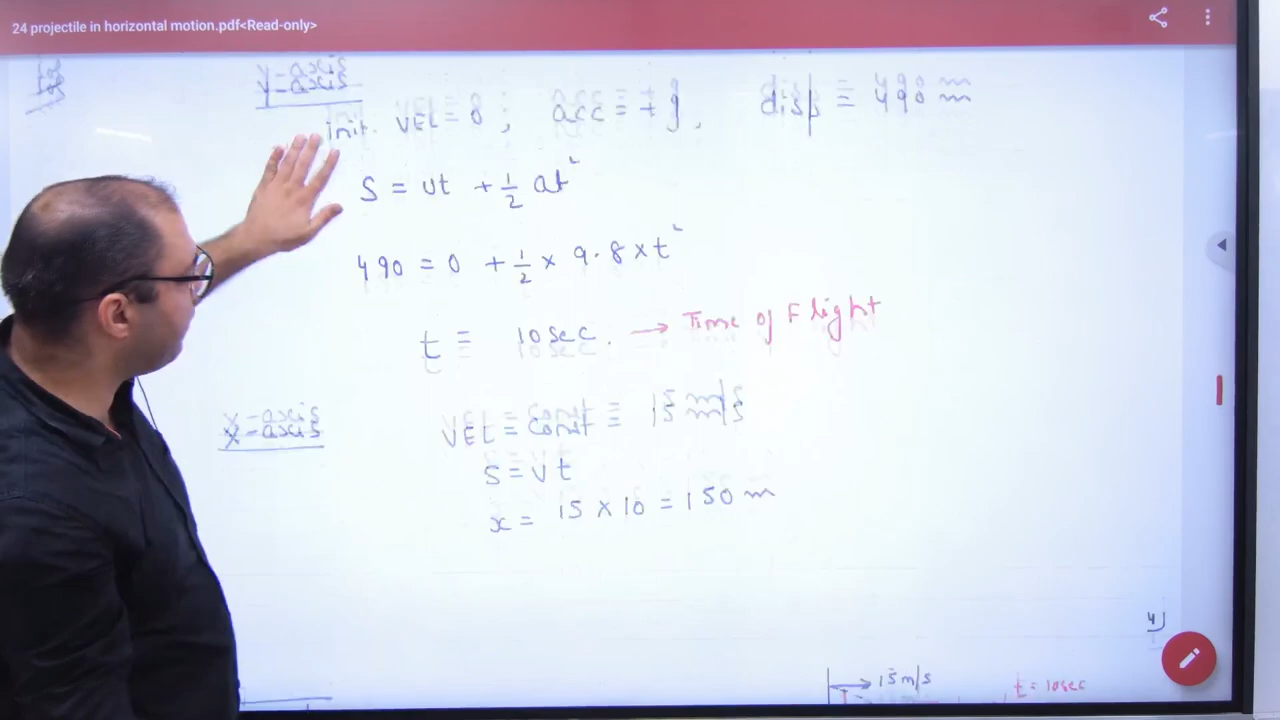 24 projectile in horizontal motion.pdf<Read-only>
Y-axis
init. VEL = 0 ; acc = +g , disp = 490 m
S = ut + 1/2 at²
490 = 0 + 1/2 × 9.8 × t²
t = 10 sec. → Time of Flight
X-axis
VEL = const = 15 m/s
S = vt
x = 15 × 10 = 150 m
4
15 m/s
t = 10sec